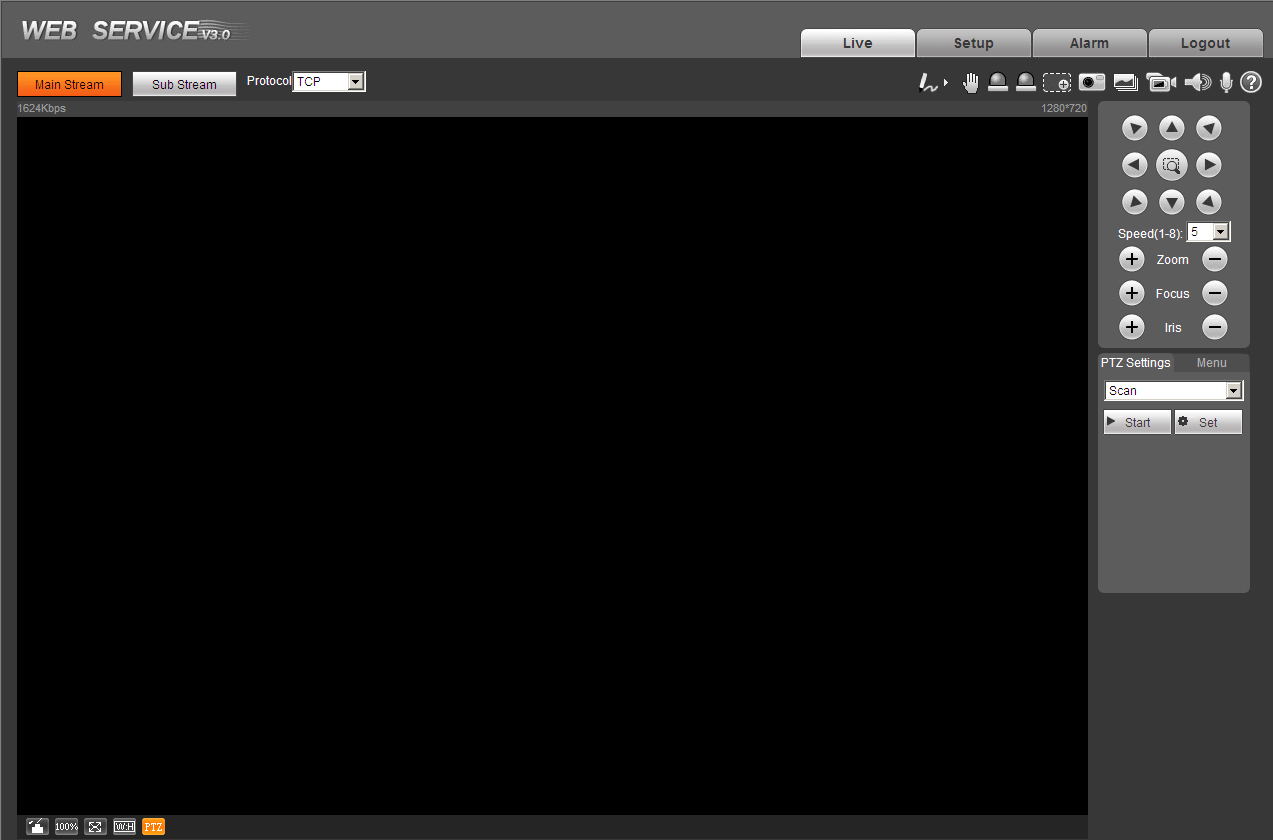 WEB SERVICE V3.0
Live
Setup
Alarm
Logout
Main Stream
Sub Stream
Protocol TCP
1624Kbps
1280*720
Speed(1-8): 5
Zoom
Focus
Iris
PTZ Settings
Menu
Scan
Start
Set
100%
W:H
PTZ